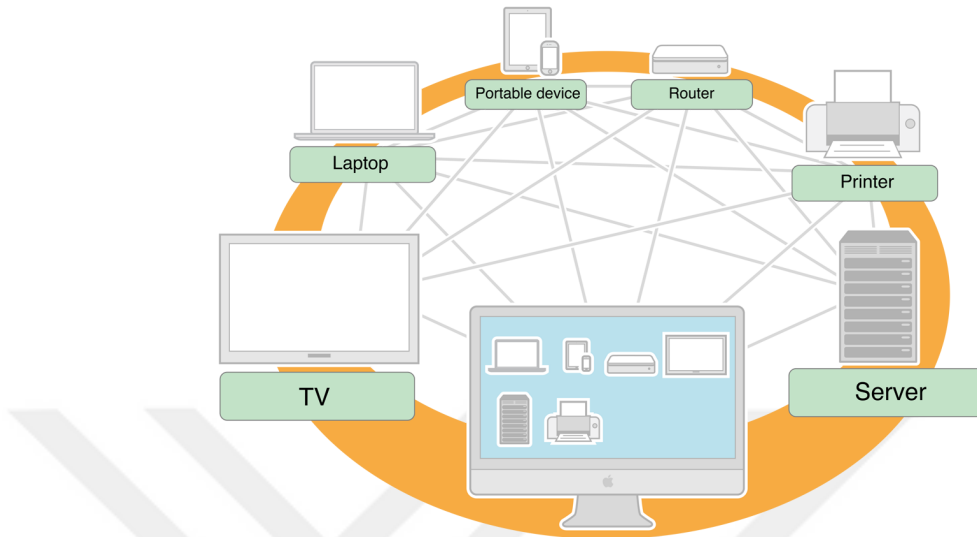 Portable device
Router
Laptop
Printer
TV
Server